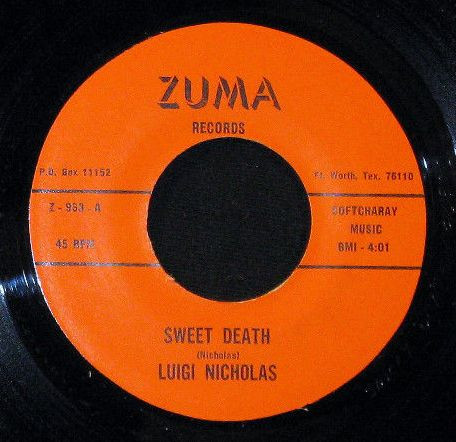 ZUMA
RECORDS
P.O. Box 11152
Ft. Worth, Tex. 76110
Z - 983 - A
45 RPM
SOFTCHARAY
MUSIC
BMI - 4:01
SWEET DEATH
(Nicholas)
LUIGI NICHOLAS